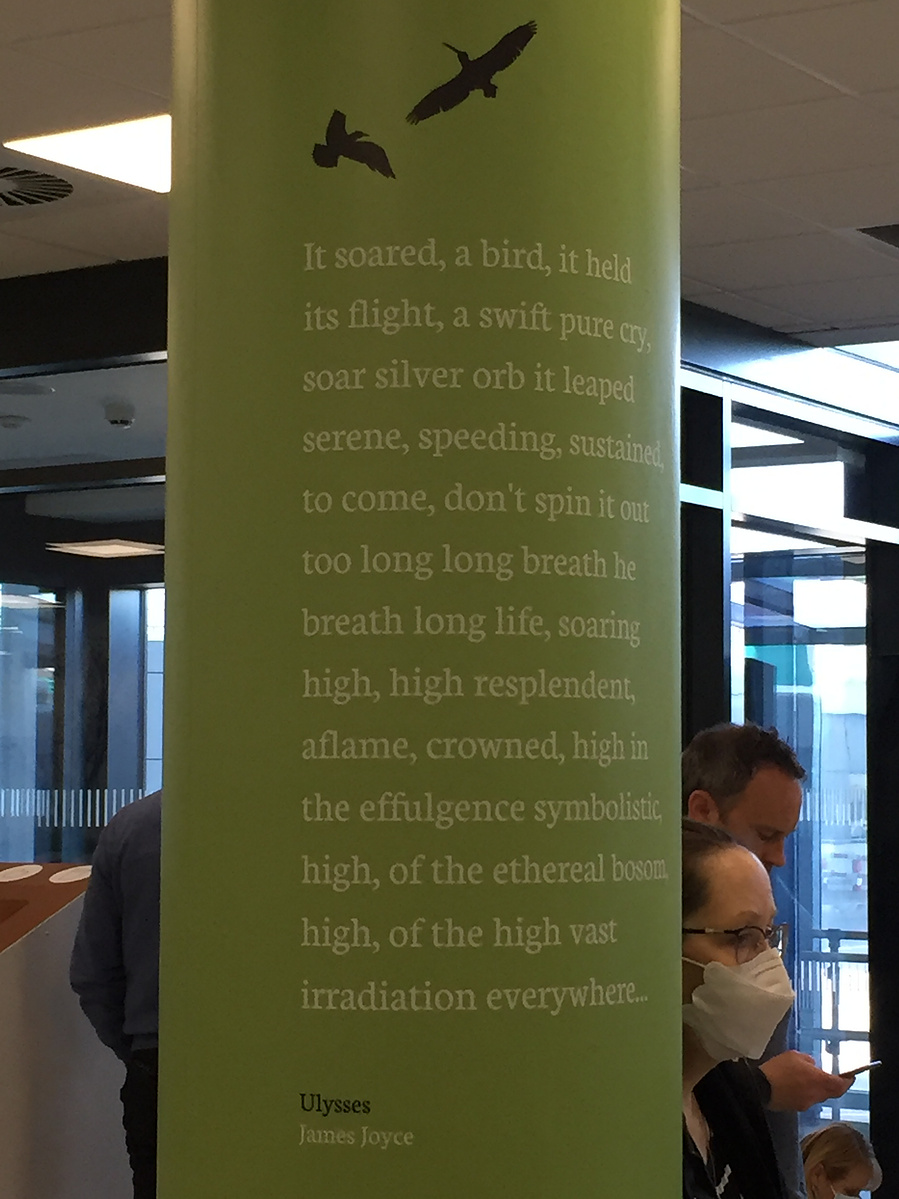 It soared, a bird, it held
its flight, a swift pure cry,
soar silver orb it leaped
serene, speeding, sustained,
to come, don't spin it out
too long long breath he
breath long life, soaring
high, high resplendent,
aflame, crowned, high in
the effulgence symbolistic,
high, of the ethereal bosom,
high, of the high vast
irradiation everywhere...
Ulysses
James Joyce